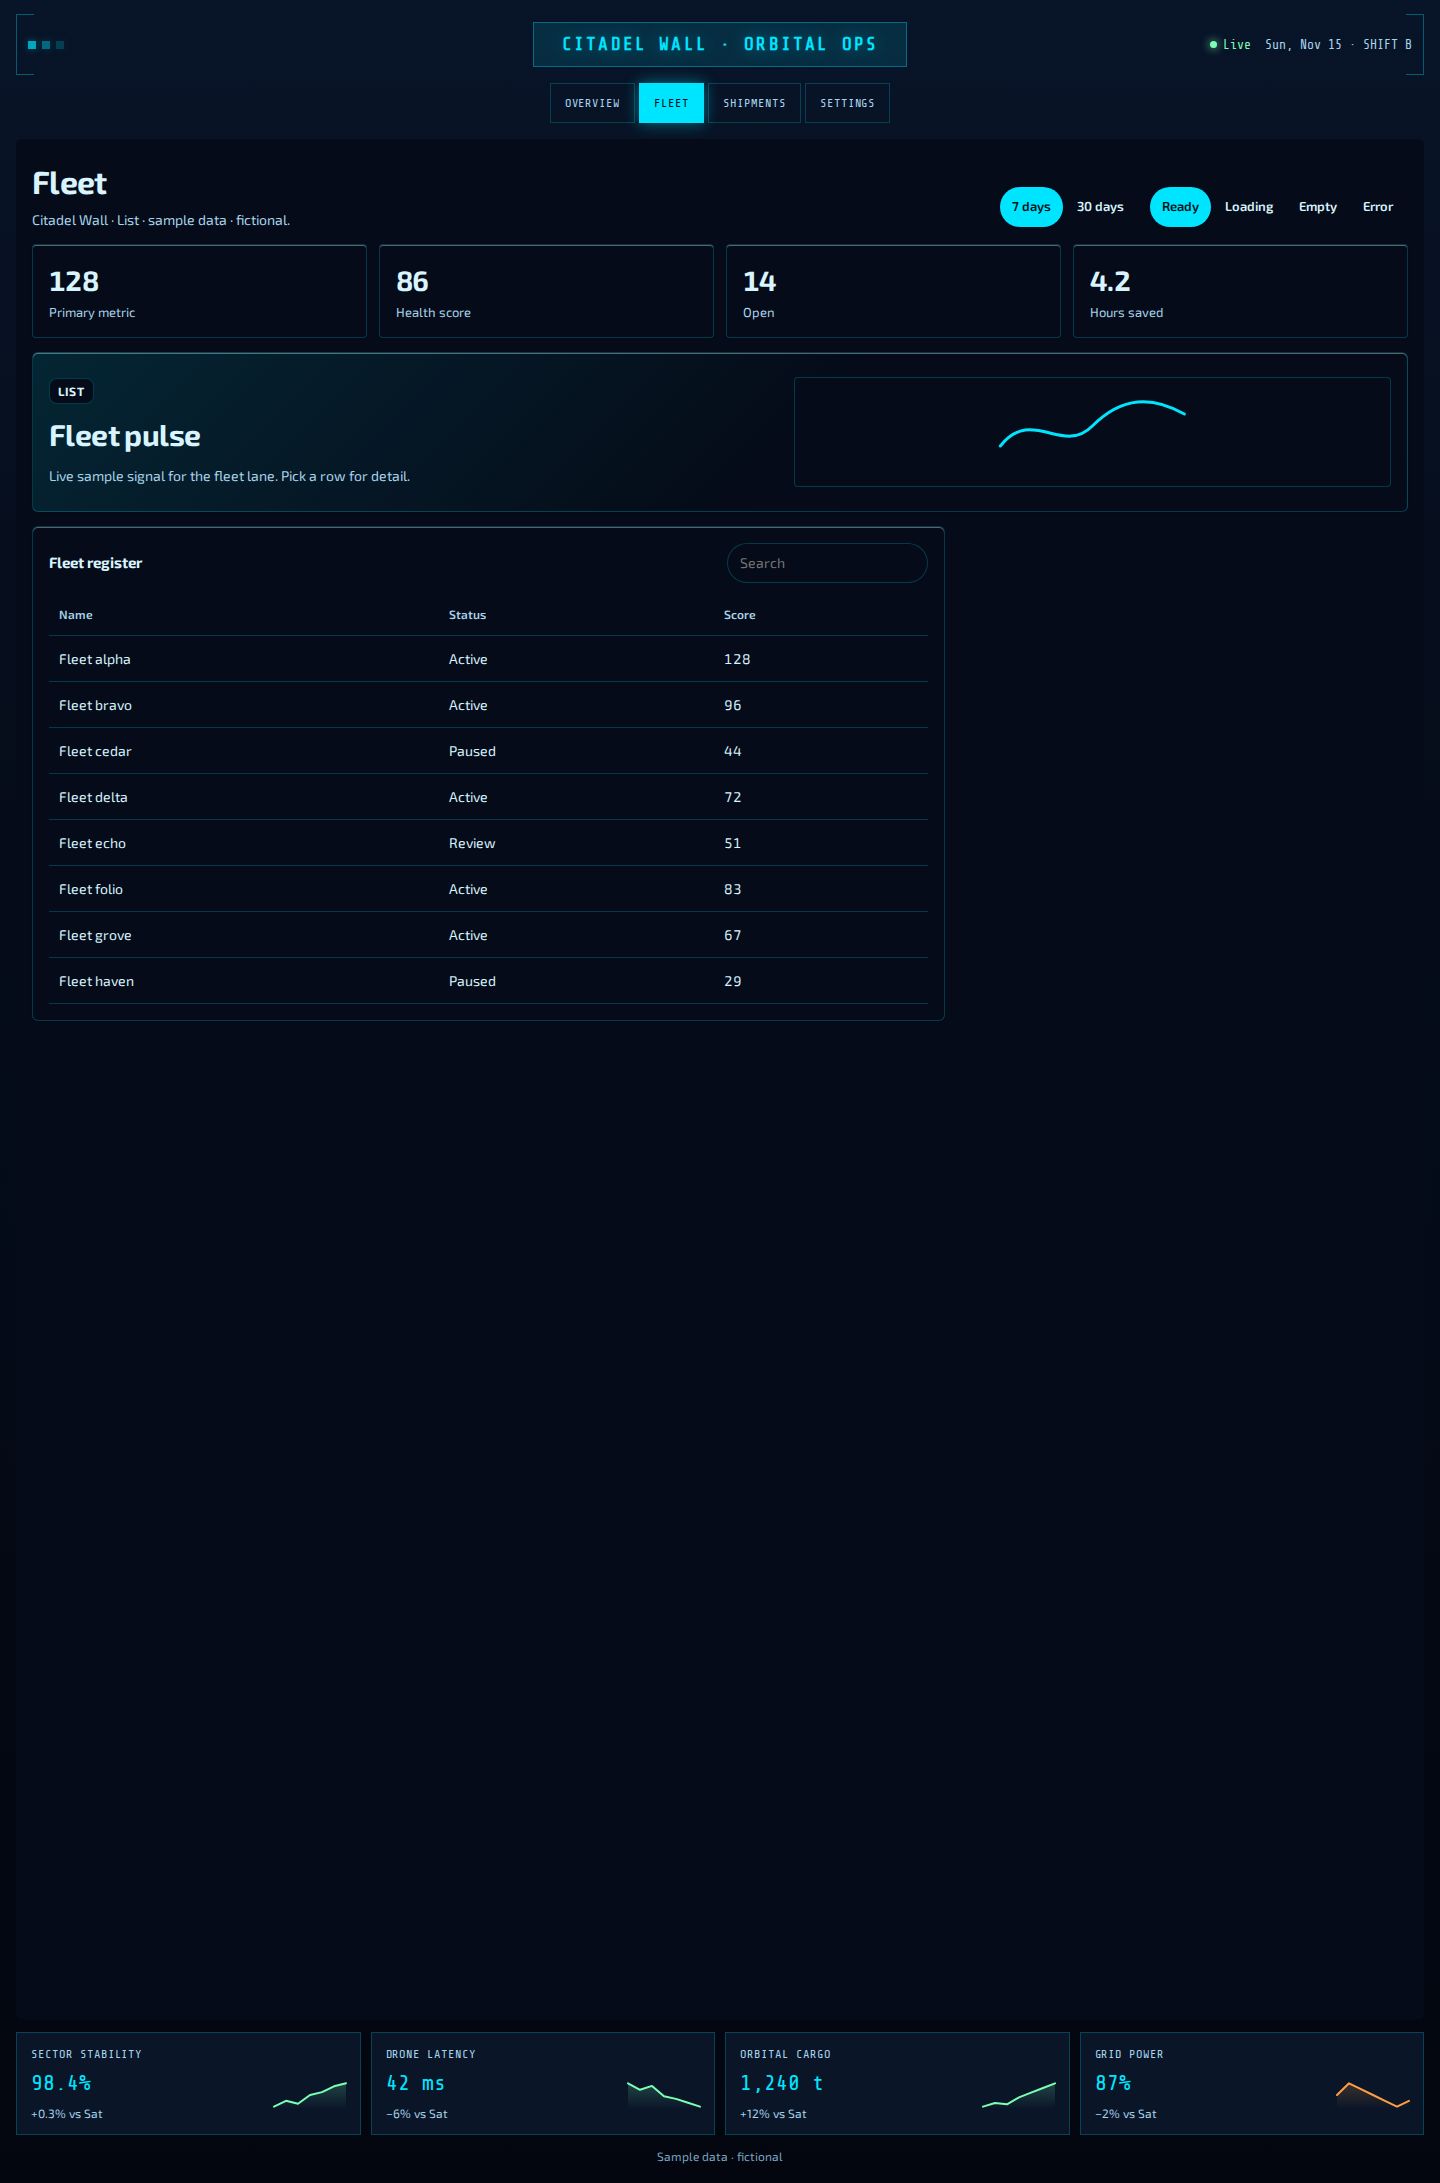 CITADEL WALL · ORBITAL OPS
Live Sun, Nov 15 · SHIFT B
OVERVIEW FLEET SHIPMENTS SETTINGS
Fleet
Citadel Wall · List · sample data · fictional.
7 days 30 days Ready Loading Empty Error
128 86 14 4.2
Primary metric Health score Open Hours saved
LIST
Fleet pulse
Live sample signal for the fleet lane. Pick a row for detail.
Fleet register Search
Name Status Score
Fleet alpha Active 128
Fleet bravo Active 96
Fleet cedar Paused 44
Fleet delta Active 72
Fleet echo Review 51
Fleet folio Active 83
Fleet grove Active 67
Fleet haven Paused 29
SECTOR STABILITY DRONE LATENCY ORBITAL CARGO GRID POWER
98.4% 42 ms 1,240 t 87%
+0.3% vs Sat −6% vs Sat +12% vs Sat −2% vs Sat
Sample data · fictional